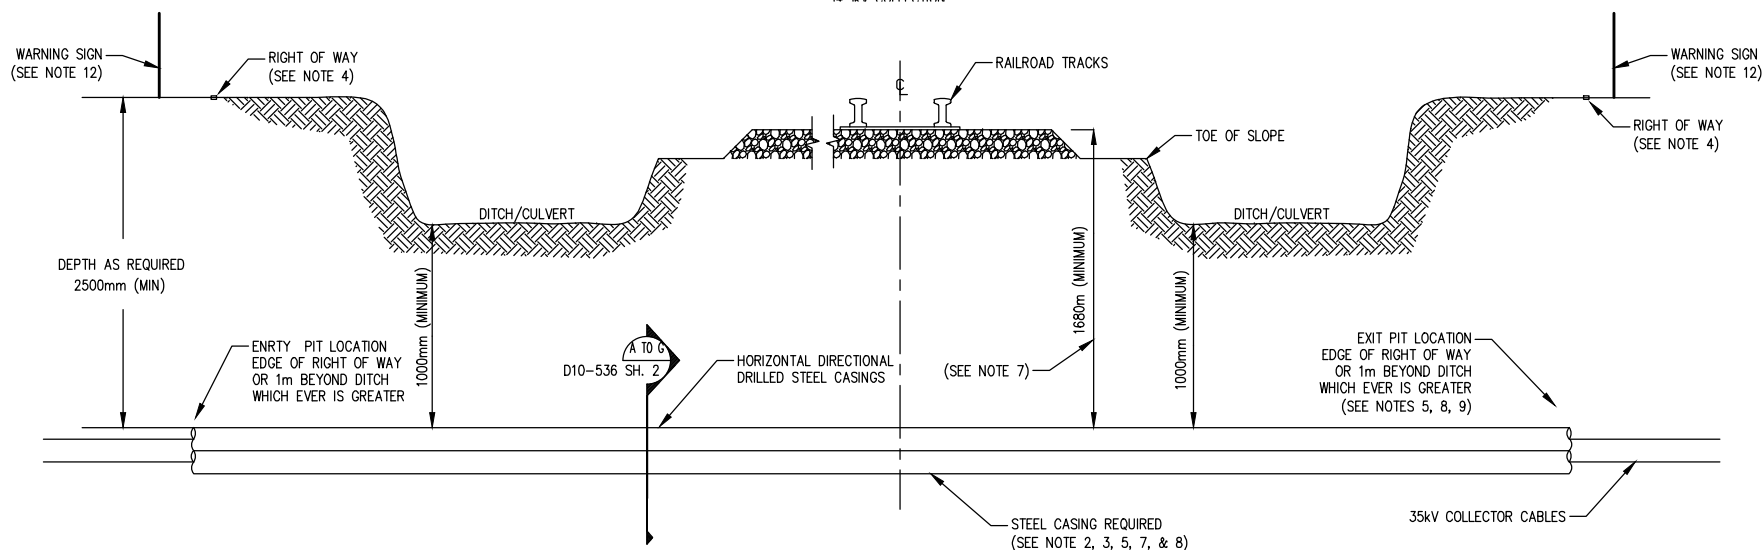 WARNING SIGN
(SEE NOTE 12)
RIGHT OF WAY
(SEE NOTE 4)
℄
RAILROAD TRACKS
WARNING SIGN
(SEE NOTE 12)
TOE OF SLOPE
RIGHT OF WAY
(SEE NOTE 4)
DITCH/CULVERT
DITCH/CULVERT
DEPTH AS REQUIRED
2500mm (MIN)
1000mm (MINIMUM)
1680m (MINIMUM)
1000mm (MINIMUM)
ENRTY PIT LOCATION
EDGE OF RIGHT OF WAY
OR 1m BEYOND DITCH
WHICH EVER IS GREATER
A TO G
D10-536 SH. 2
HORIZONTAL DIRECTIONAL
DRILLED STEEL CASINGS
(SEE NOTE 7)
EXIT PIT LOCATION
EDGE OF RIGHT OF WAY
OR 1m BEYOND DITCH
WHICH EVER IS GREATER
(SEE NOTES 5, 8, 9)
STEEL CASING REQUIRED
(SEE NOTE 2, 3, 5, 7, & 8)
35kV COLLECTOR CABLES